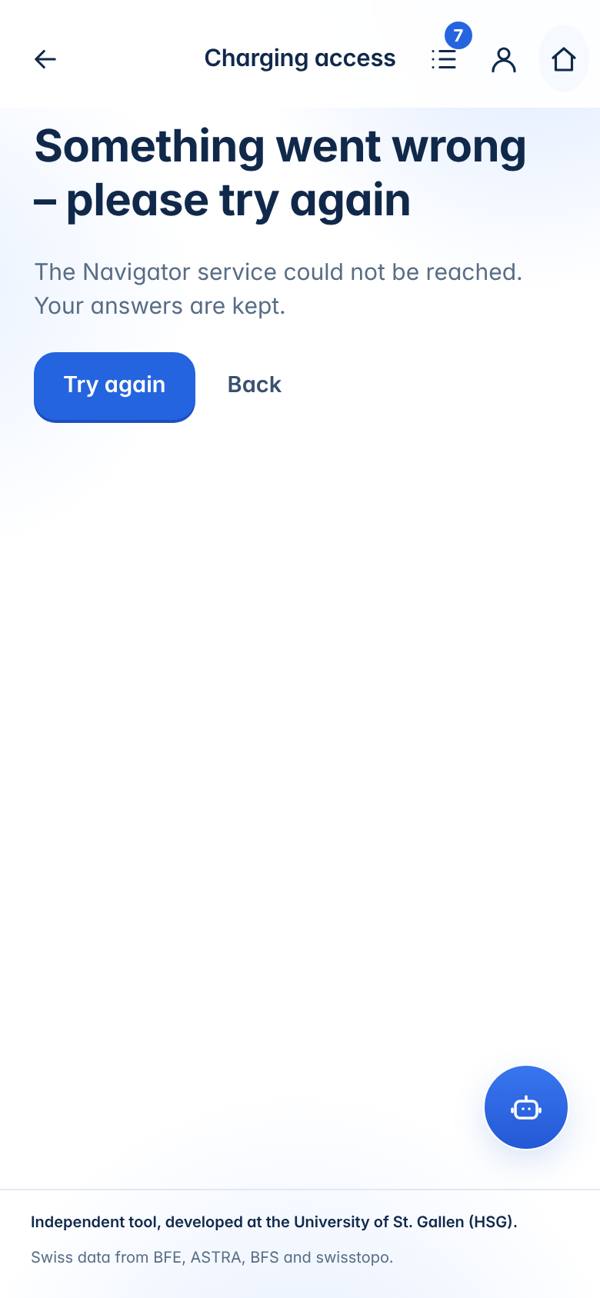 Charging access
7
Something went wrong
– please try again
The Navigator service could not be reached.
Your answers are kept.
Try again
Back
Independent tool, developed at the University of St. Gallen (HSG).
Swiss data from BFE, ASTRA, BFS and swisstopo.